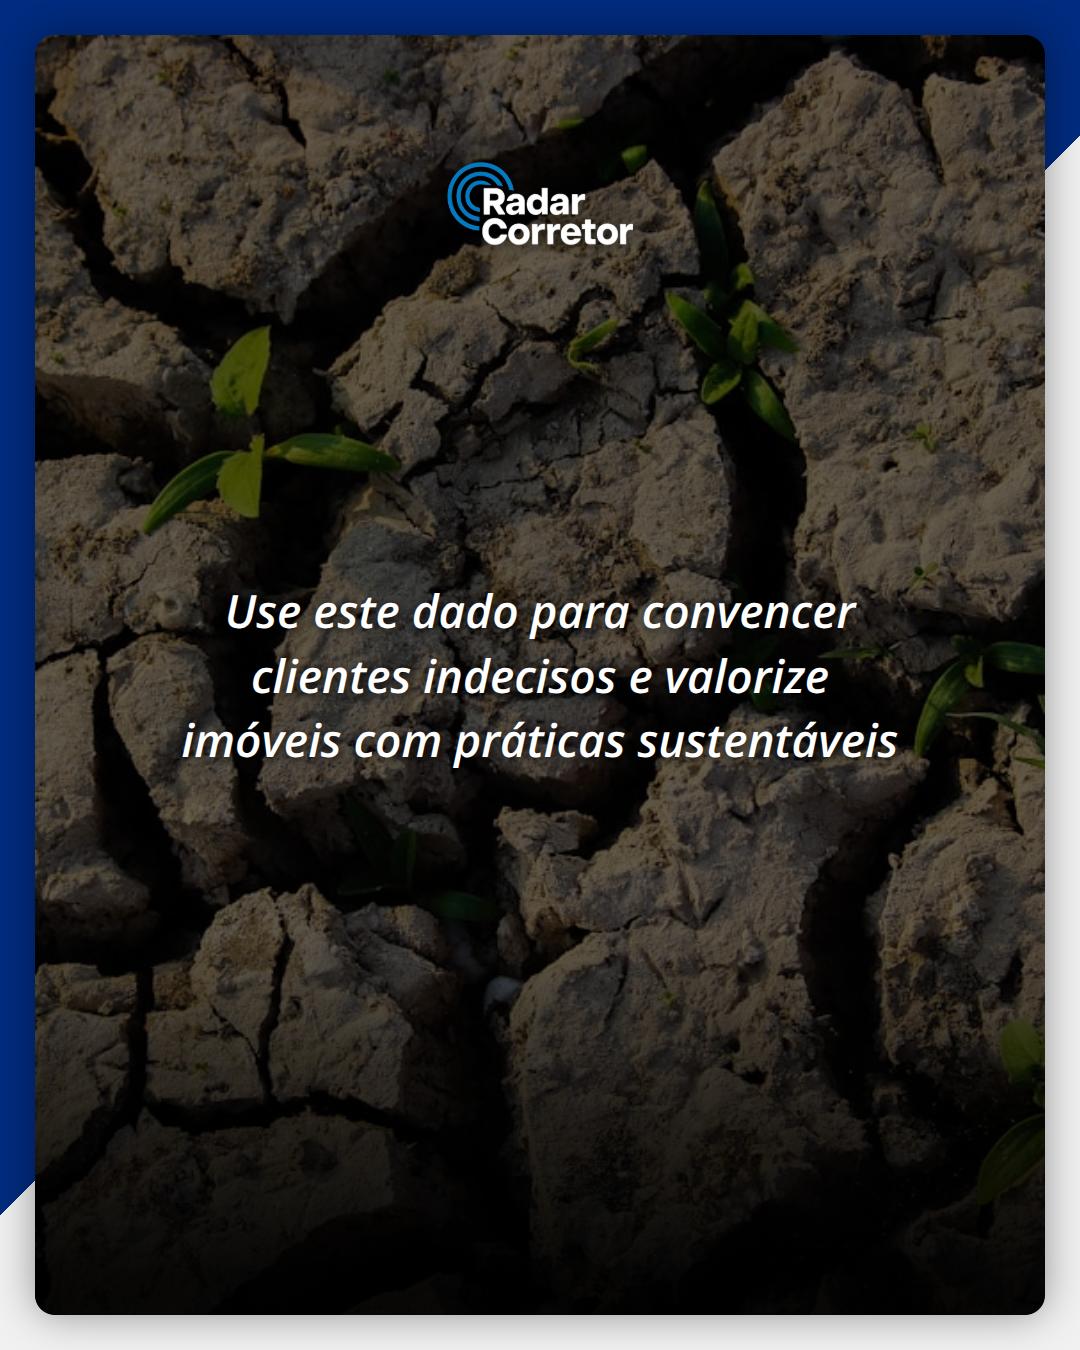 Radar
Corretor
Use este dado para convencer
clientes indecisos e valorize
imóveis com práticas sustentáveis